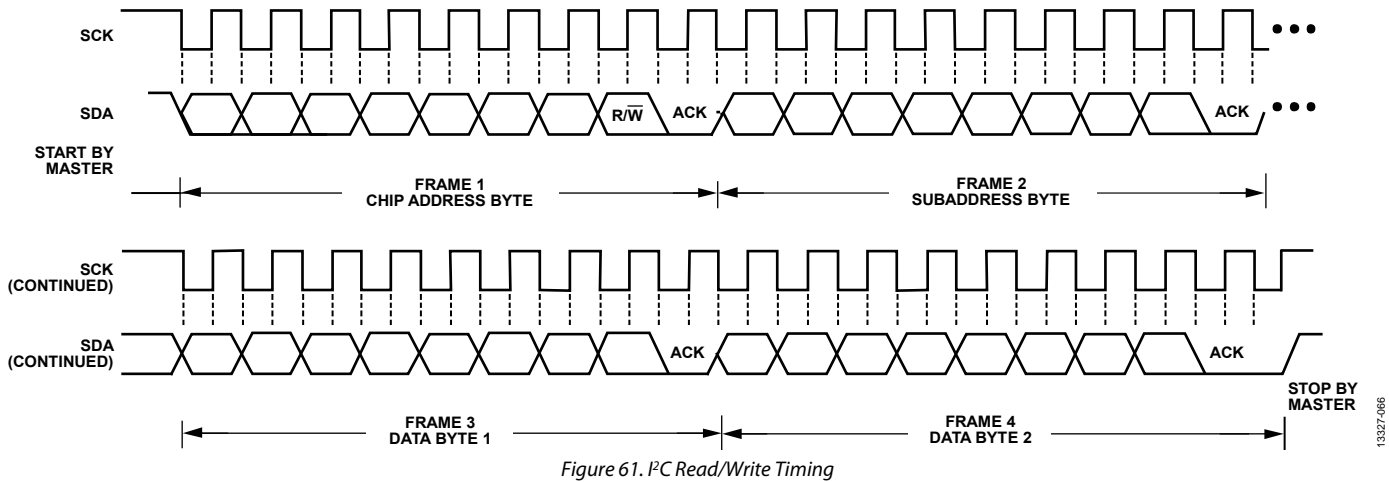 SCK
SDA
R/W̅ ACK
ACK
START BY
MASTER
FRAME 1
CHIP ADDRESS BYTE
FRAME 2
SUBADDRESS BYTE
SCK
(CONTINUED)
SDA
(CONTINUED)
ACK
ACK
STOP BY
MASTER
FRAME 3
DATA BYTE 1
FRAME 4
DATA BYTE 2
13327-066
Figure 61. I²C Read/Write Timing